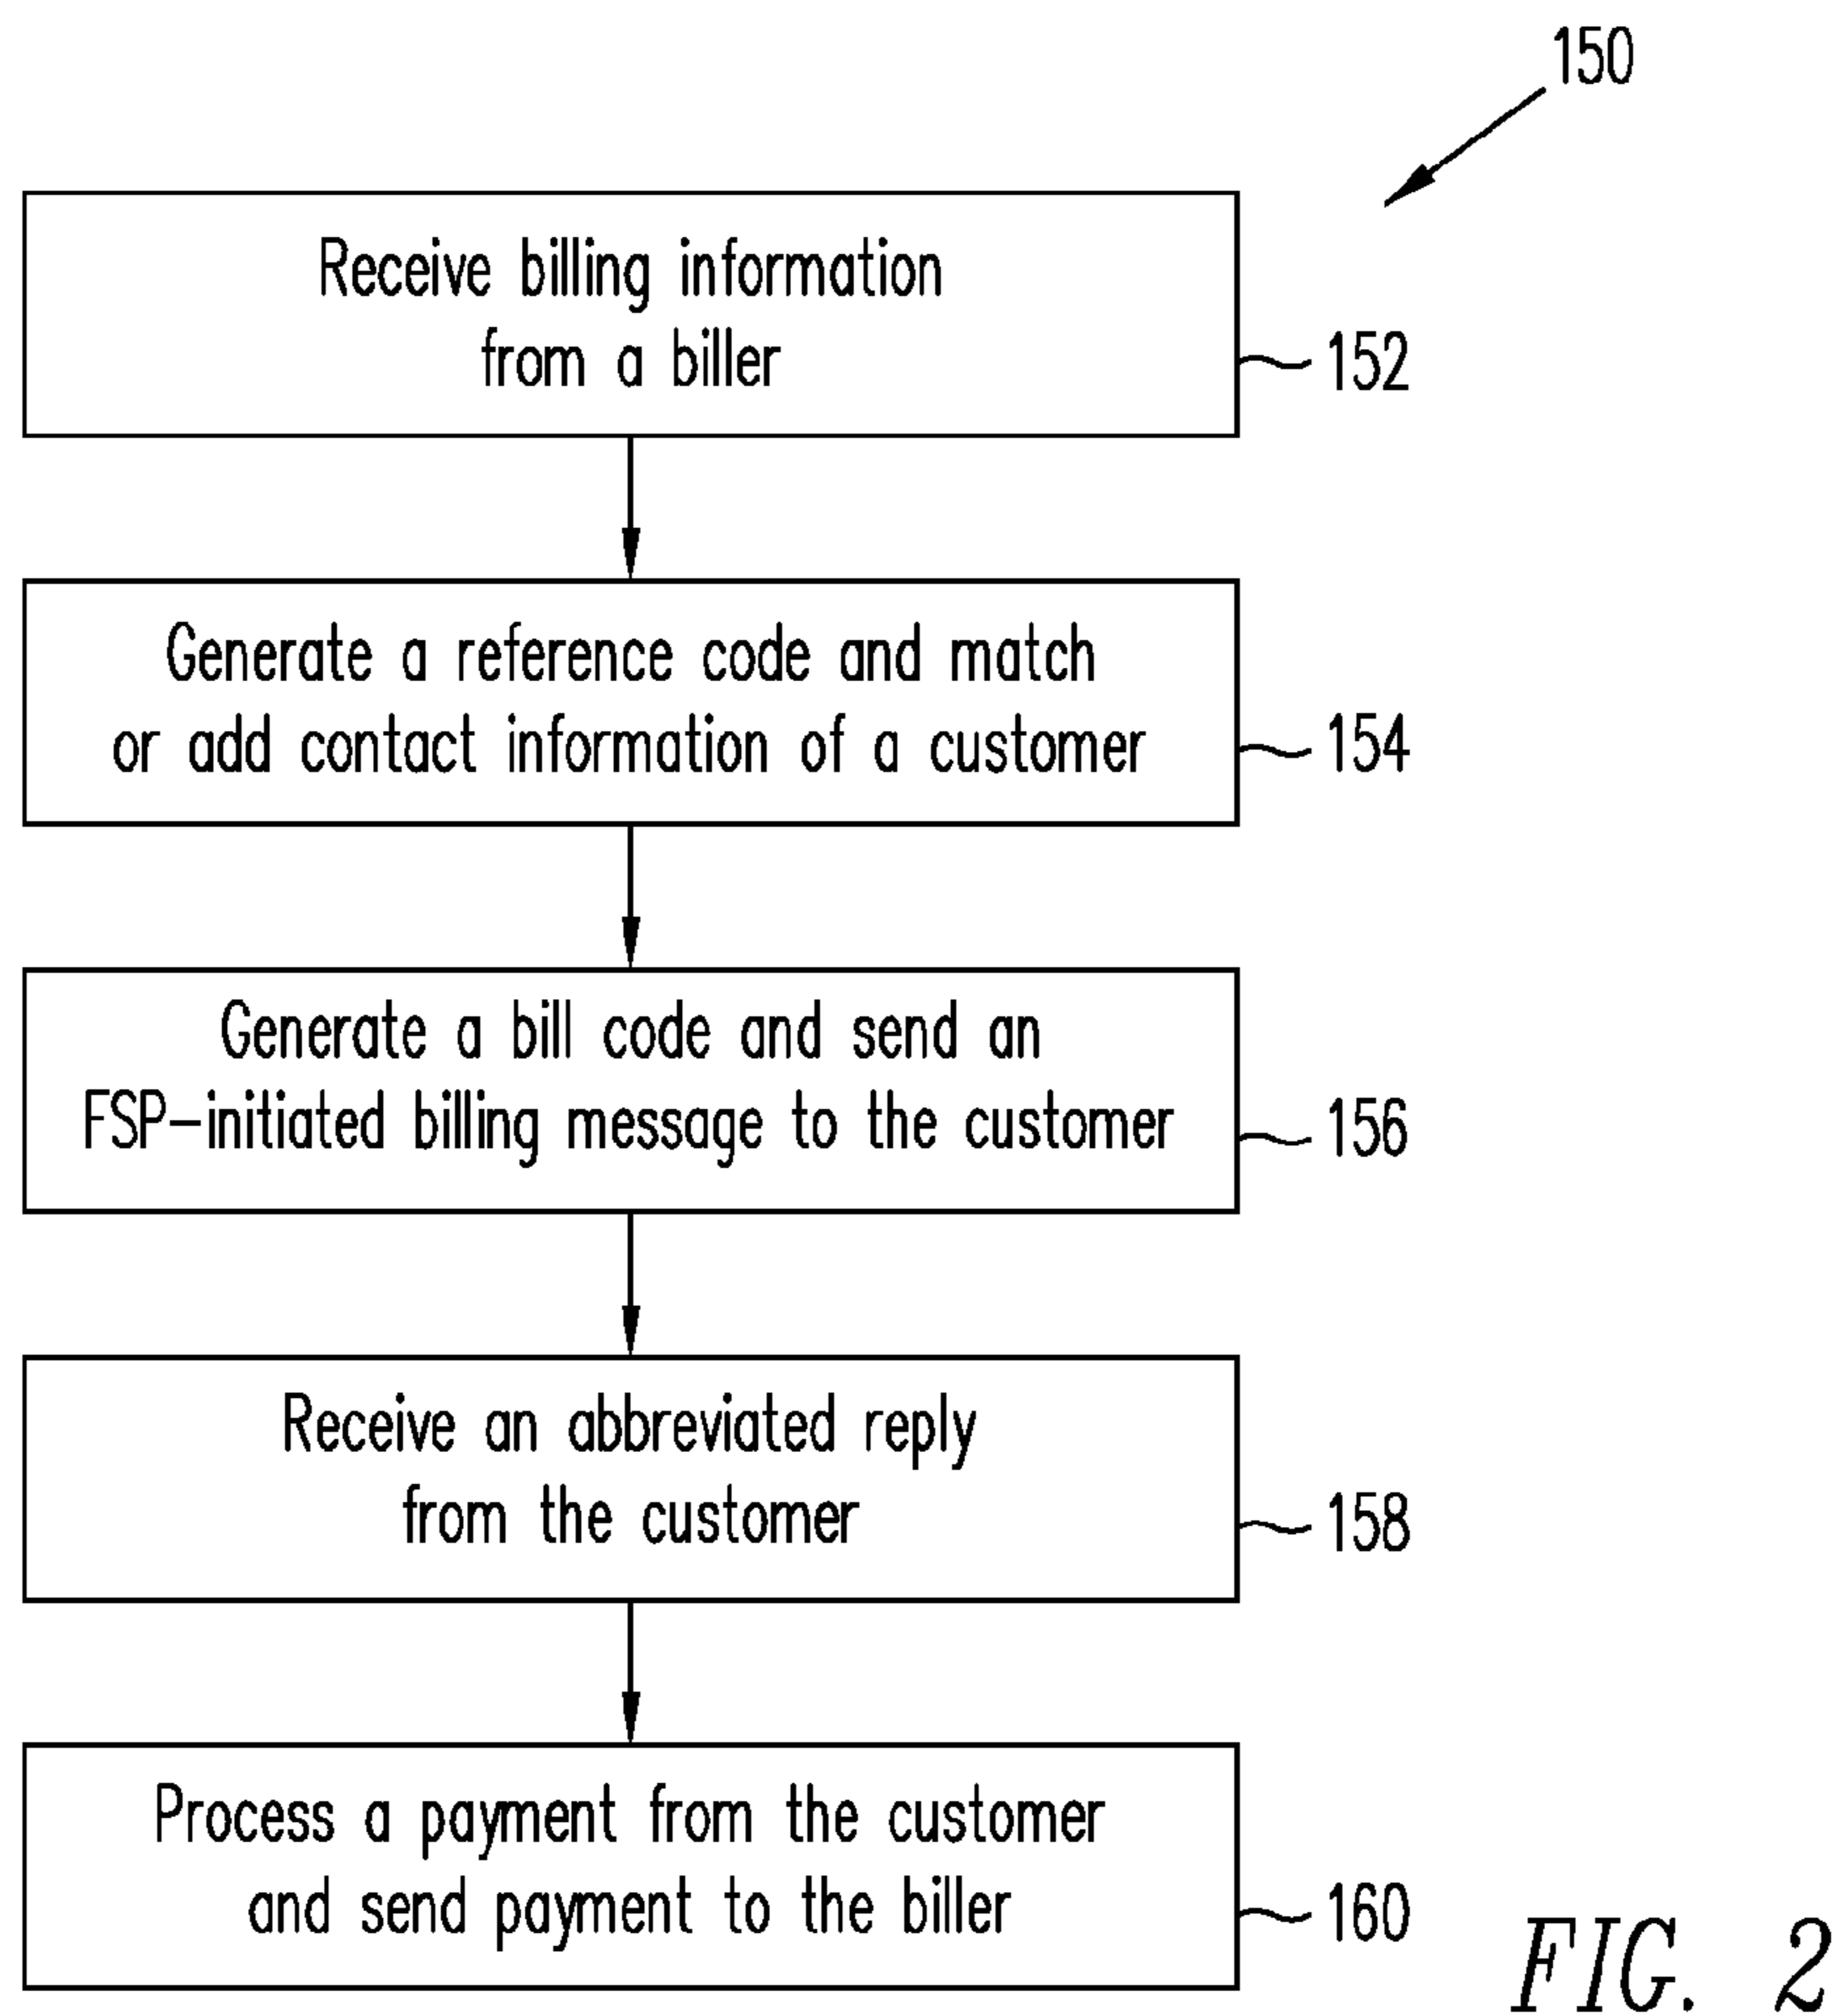 150
Receive billing information
from a biller
152
Generate a reference code and match
or add contact information of a customer
154
Generate a bill code and send an
FSP-initiated billing message to the customer
156
Receive an abbreviated reply
from the customer
158
Process a payment from the customer
and send payment to the biller
160
FIG. 2